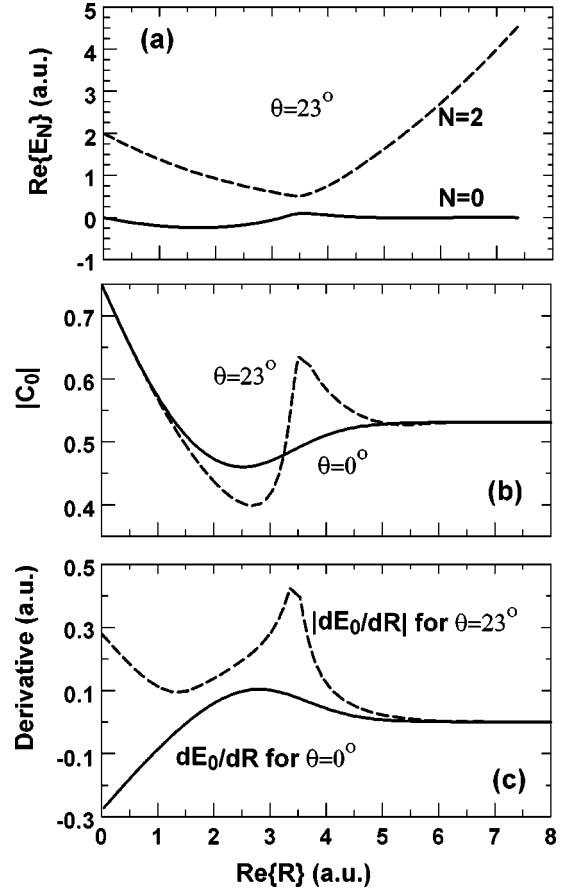 (a)
Re{E_N} (a.u.)
5
4
3
2
1
0
-1
θ=23°
N=2
N=0
|C_0|
0.7
0.6
0.5
0.4
θ=23°
θ=0°
(b)
Derivative (a.u.)
0.5
0.3
0.1
-0.1
-0.3
|dE_0/dR| for θ=23°
dE_0/dR for θ=0°
(c)
0 1 2 3 4 5 6 7 8
Re{R} (a.u.)